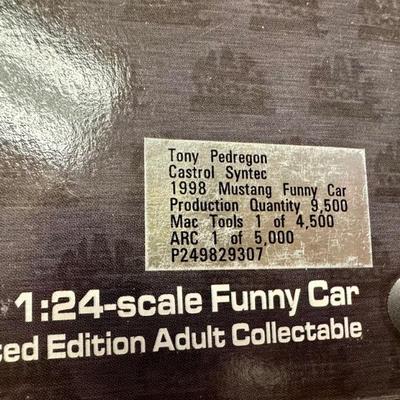 Tony Pedregon
Castrol Syntec
1998 Mustang Funny Car
Production Quantity 9,500
Mac Tools 1 of 4,500
ARC 1 of 5,000
P249829307
1:24-scale Funny Car
ted Edition Adult Collectable